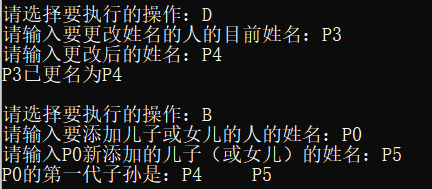 请选择要执行的操作：D
请输入要更改姓名的人的目前姓名：P3
请输入更改后的姓名：P4
P3已更名为P4
请选择要执行的操作：B
请输入要添加儿子或女儿的人的姓名：P0
请输入P0新添加的儿子（或女儿）的姓名：P5
P0的第一代子孙是：P4     P5